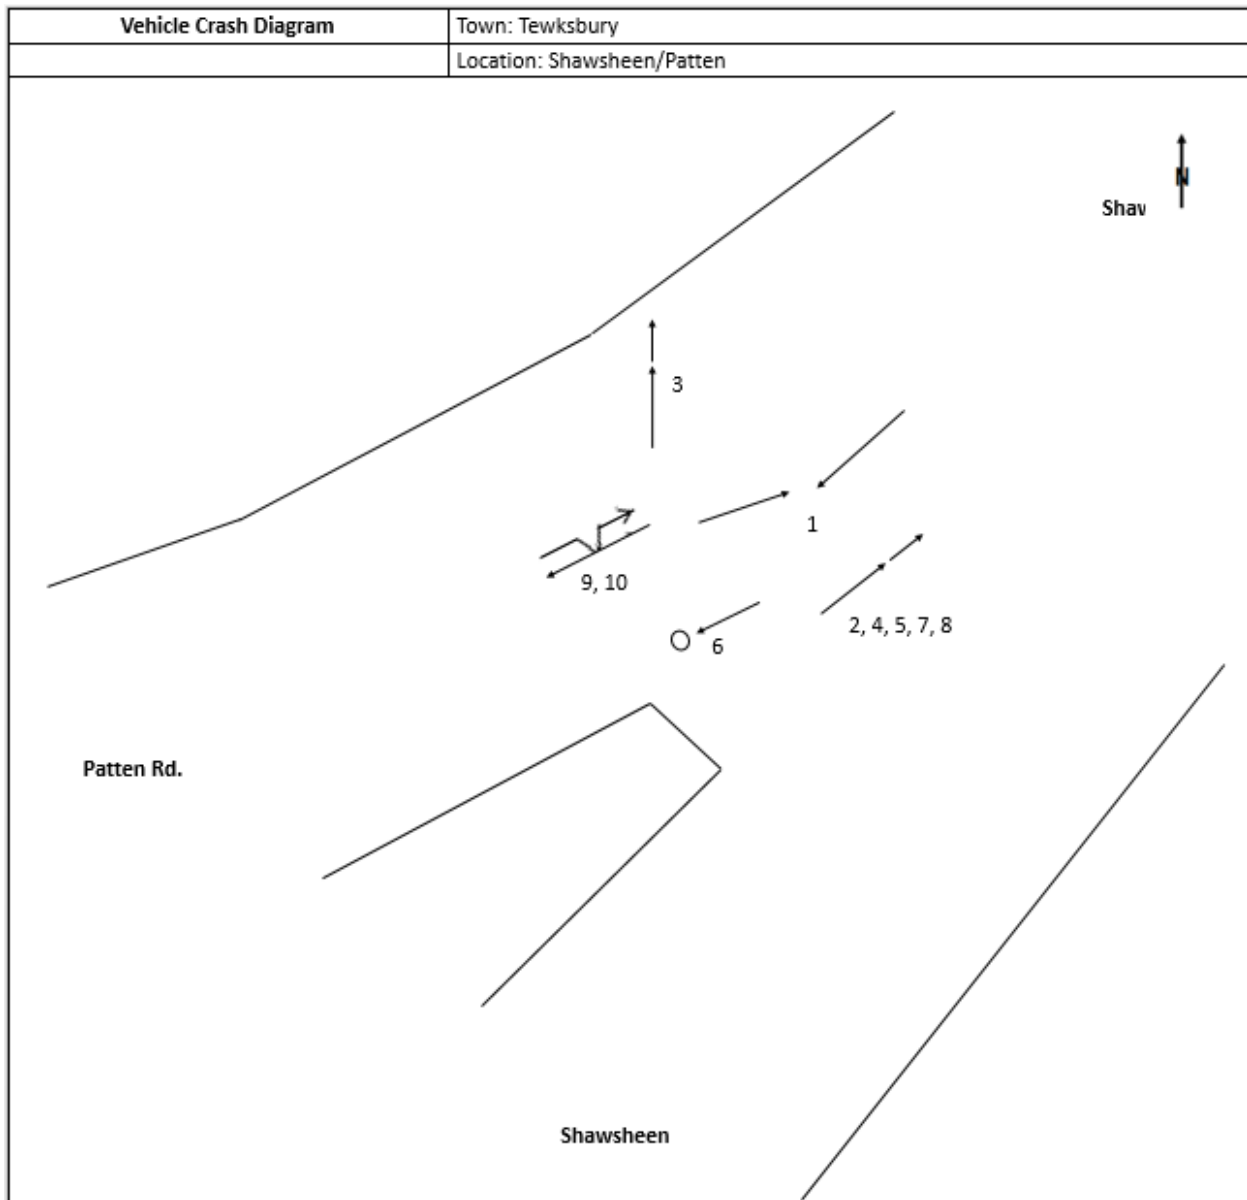 Vehicle Crash Diagram
Town: Tewksbury
Location: Shawsheen/Patten
N
Shav
3
1
9, 10
2, 4, 5, 7, 8
6
Patten Rd.
Shawsheen